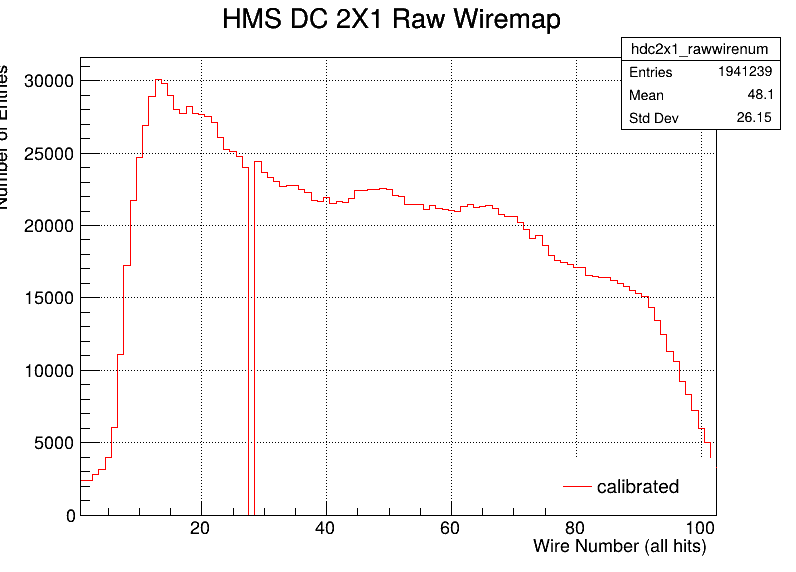 HMS DC 2X1 Raw Wiremap
hdc2x1_rawwirenum
Entries 1941239
Mean 48.1
Std Dev 26.15
Number of Entries
30000
25000
20000
15000
10000
5000
0
calibrated
20 40 60 80 100
Wire Number (all hits)